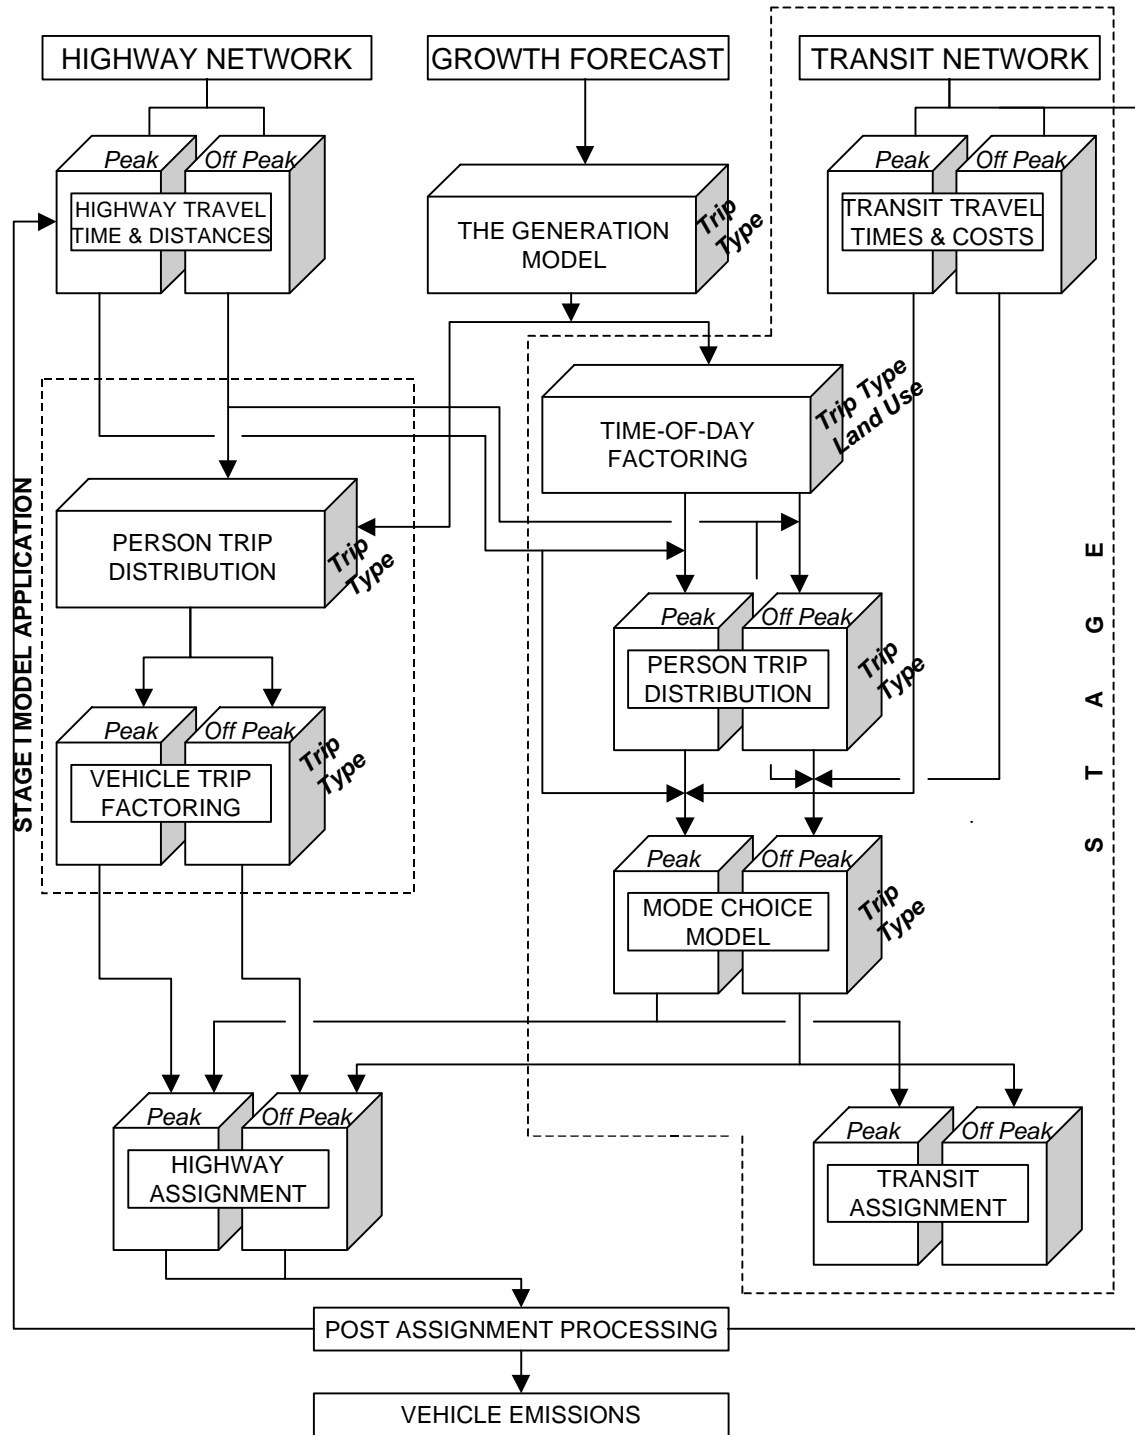 HIGHWAY NETWORK
GROWTH FORECAST
TRANSIT NETWORK
Peak
Off Peak
HIGHWAY TRAVEL
TIME & DISTANCES
THE GENERATION
MODEL
Trip
Type
Peak
Off Peak
TRANSIT TRAVEL
TIMES & COSTS
STAGE I MODEL APPLICATION
PERSON TRIP
DISTRIBUTION
Trip
Type
TIME-OF-DAY
FACTORING
Trip Type
Land Use
STAGE
Peak
Off Peak
PERSON TRIP
DISTRIBUTION
Trip
Type
Peak
Off Peak
VEHICLE TRIP
FACTORING
Trip
Type
Peak
Off Peak
MODE CHOICE
MODEL
Trip
Type
Peak
Off Peak
HIGHWAY
ASSIGNMENT
Peak
Off Peak
TRANSIT
ASSIGNMENT
POST ASSIGNMENT PROCESSING
VEHICLE EMISSIONS